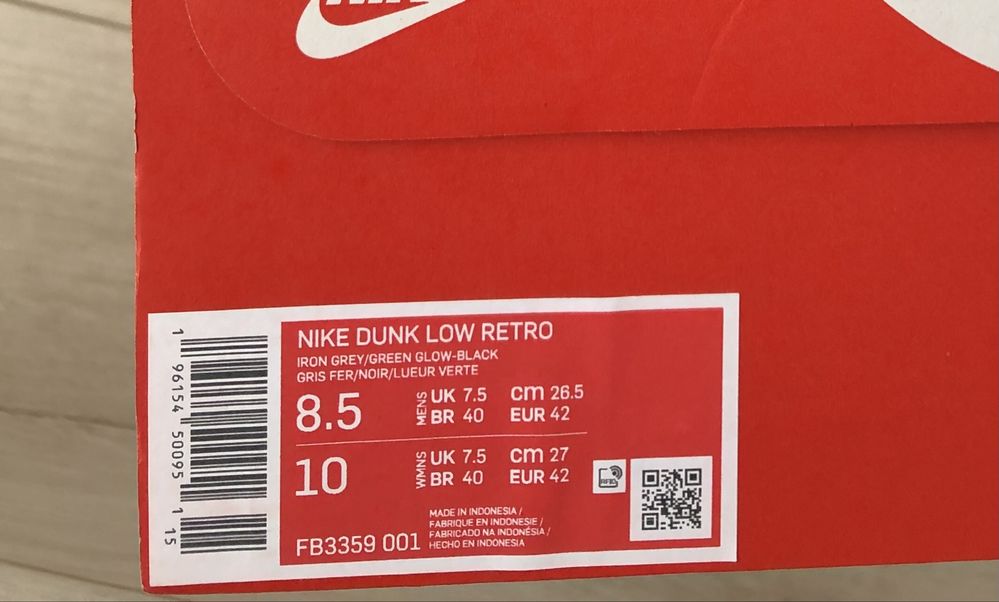 NIKE DUNK LOW RETRO
IRON GREY/GREEN GLOW-BLACK
GRIS FER/NOIR/LUEUR VERTE
8.5 MENS UK 7.5 cm 26.5
BR 40 EUR 42
10 WMNS UK 7.5 cm 27
BR 40 EUR 42
RFID
MADE IN INDONESIA /
FABRIQUE EN INDONESIE /
FABRICADO NA INDONÉSIA /
HECHO EN INDONESIA
FB3359 001
1 96154 50095 1 15